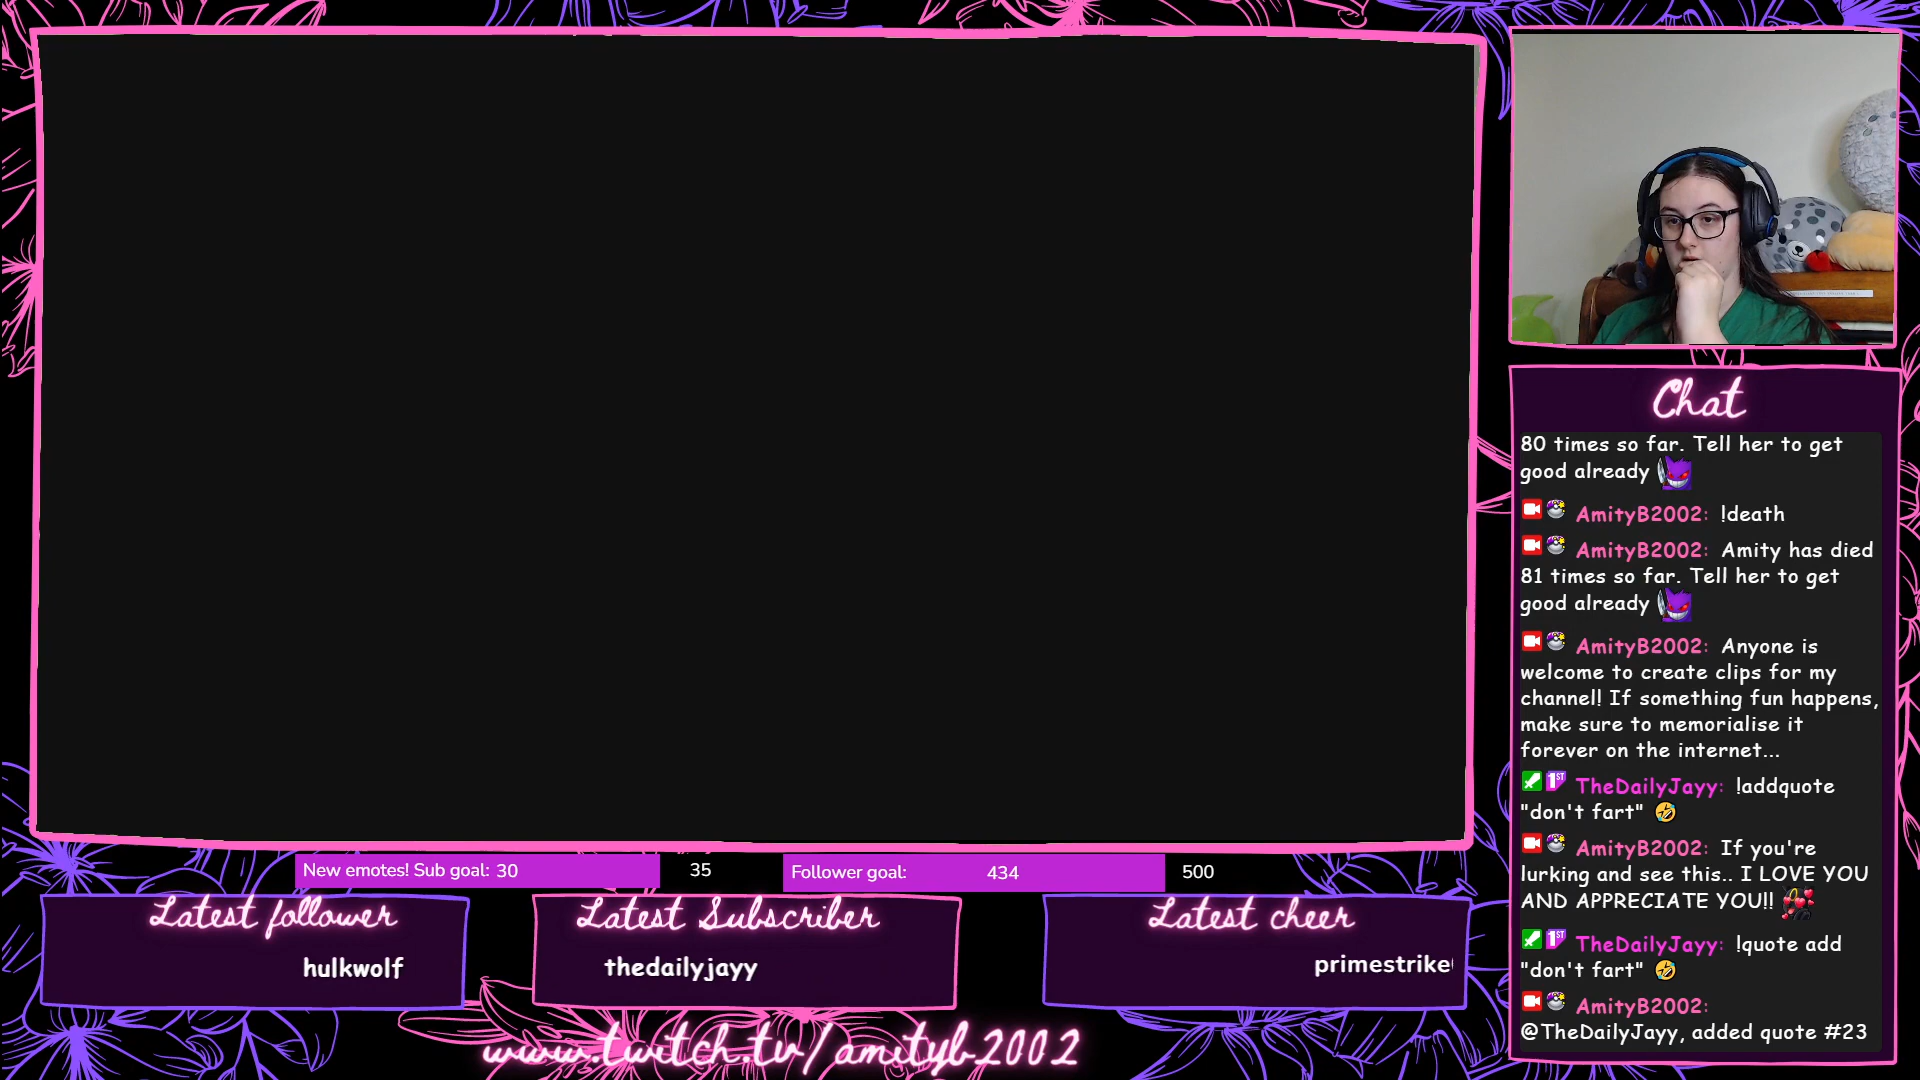 Chat
80 times so far. Tell her to get
good already
AmityB2002: !death
AmityB2002: Amity has died
81 times so far. Tell her to get
good already
AmityB2002: Anyone is
welcome to create clips for my
channel! If something fun happens,
make sure to memorialise it
forever on the internet...
1ST TheDailyJayy: !addquote
"don't fart" 🤣
AmityB2002: If you're
lurking and see this.. I LOVE YOU
AND APPRECIATE YOU!!
1ST TheDailyJayy: !quote add
"don't fart" 🤣
AmityB2002:
@TheDailyJayy, added quote #23
New emotes! Sub goal: 30 35
Follower goal: 434 500
Latest follower
hulkwolf
Latest Subscriber
thedailyjayy
Latest cheer
primestrike
www.twitch.tv/amityb2002